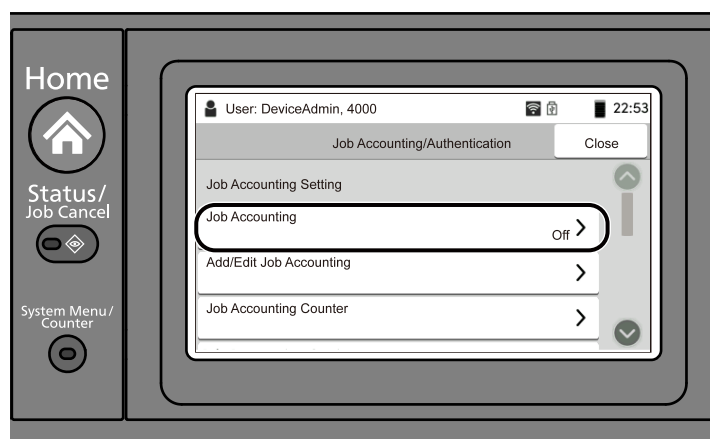 Home
Status/
Job Cancel
System Menu/
Counter
User: DeviceAdmin, 4000
22:53
Job Accounting/Authentication
Close
Job Accounting Setting
Job Accounting
Off
Add/Edit Job Accounting
Job Accounting Counter